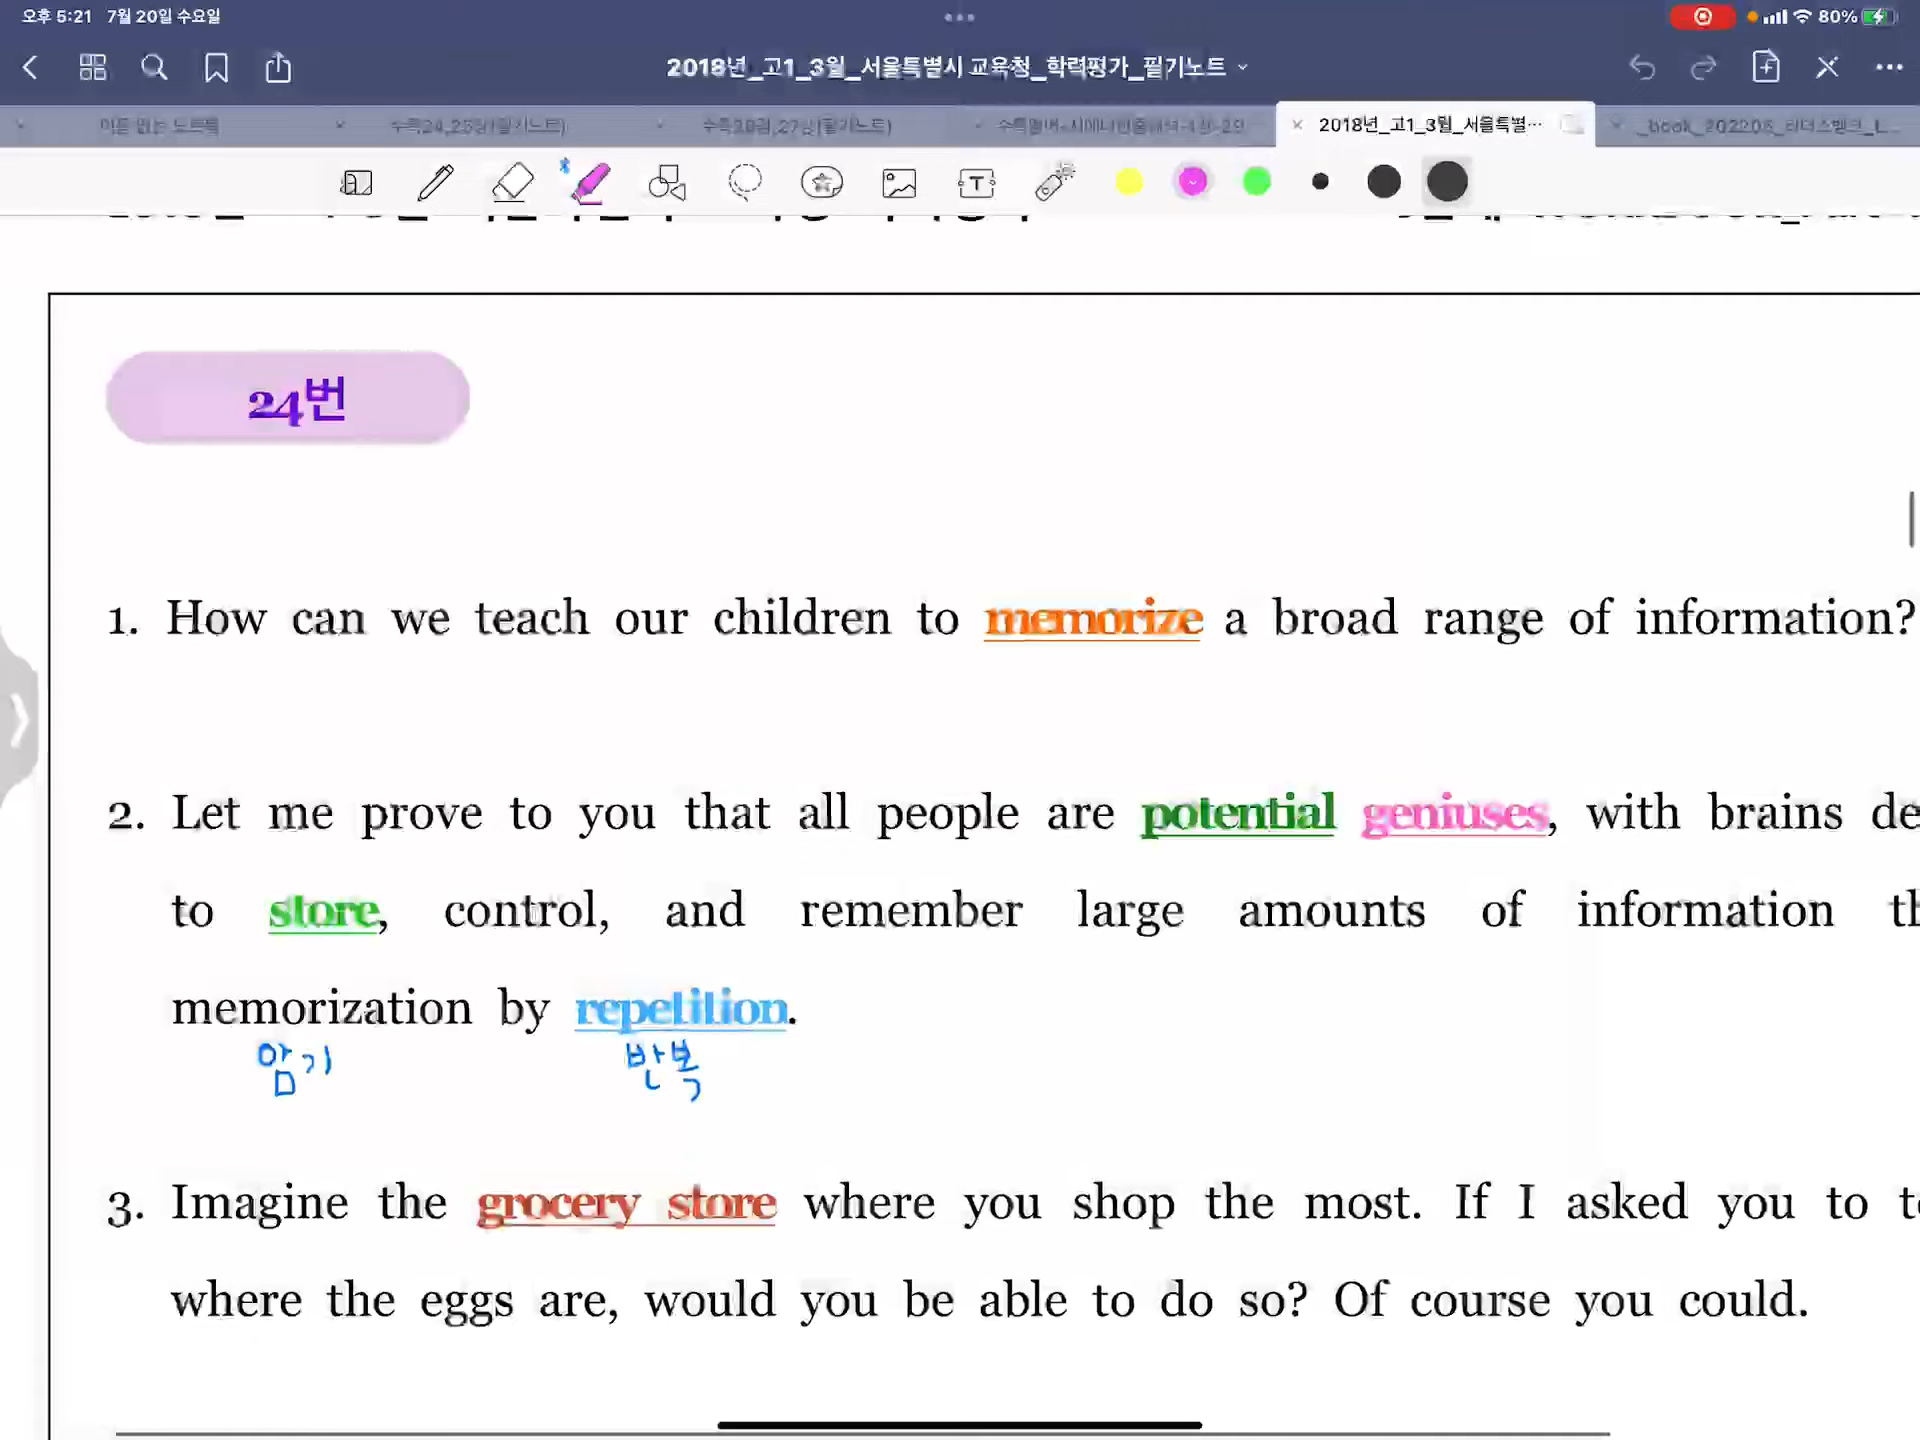 오후 5:21 7월 20일 수요일
80%
2018년_고1_3월_서울특별시 교육청_학력평가_필기노트
2018년_고1_3월_서울특별…
24번
1. How can we teach our children to memorize a broad range of information?
2. Let me prove to you that all people are potential geniuses, with brains de
to store, control, and remember large amounts of information th
memorization by repetition.
암기 반복
3. Imagine the grocery store where you shop the most. If I asked you to te
where the eggs are, would you be able to do so? Of course you could.